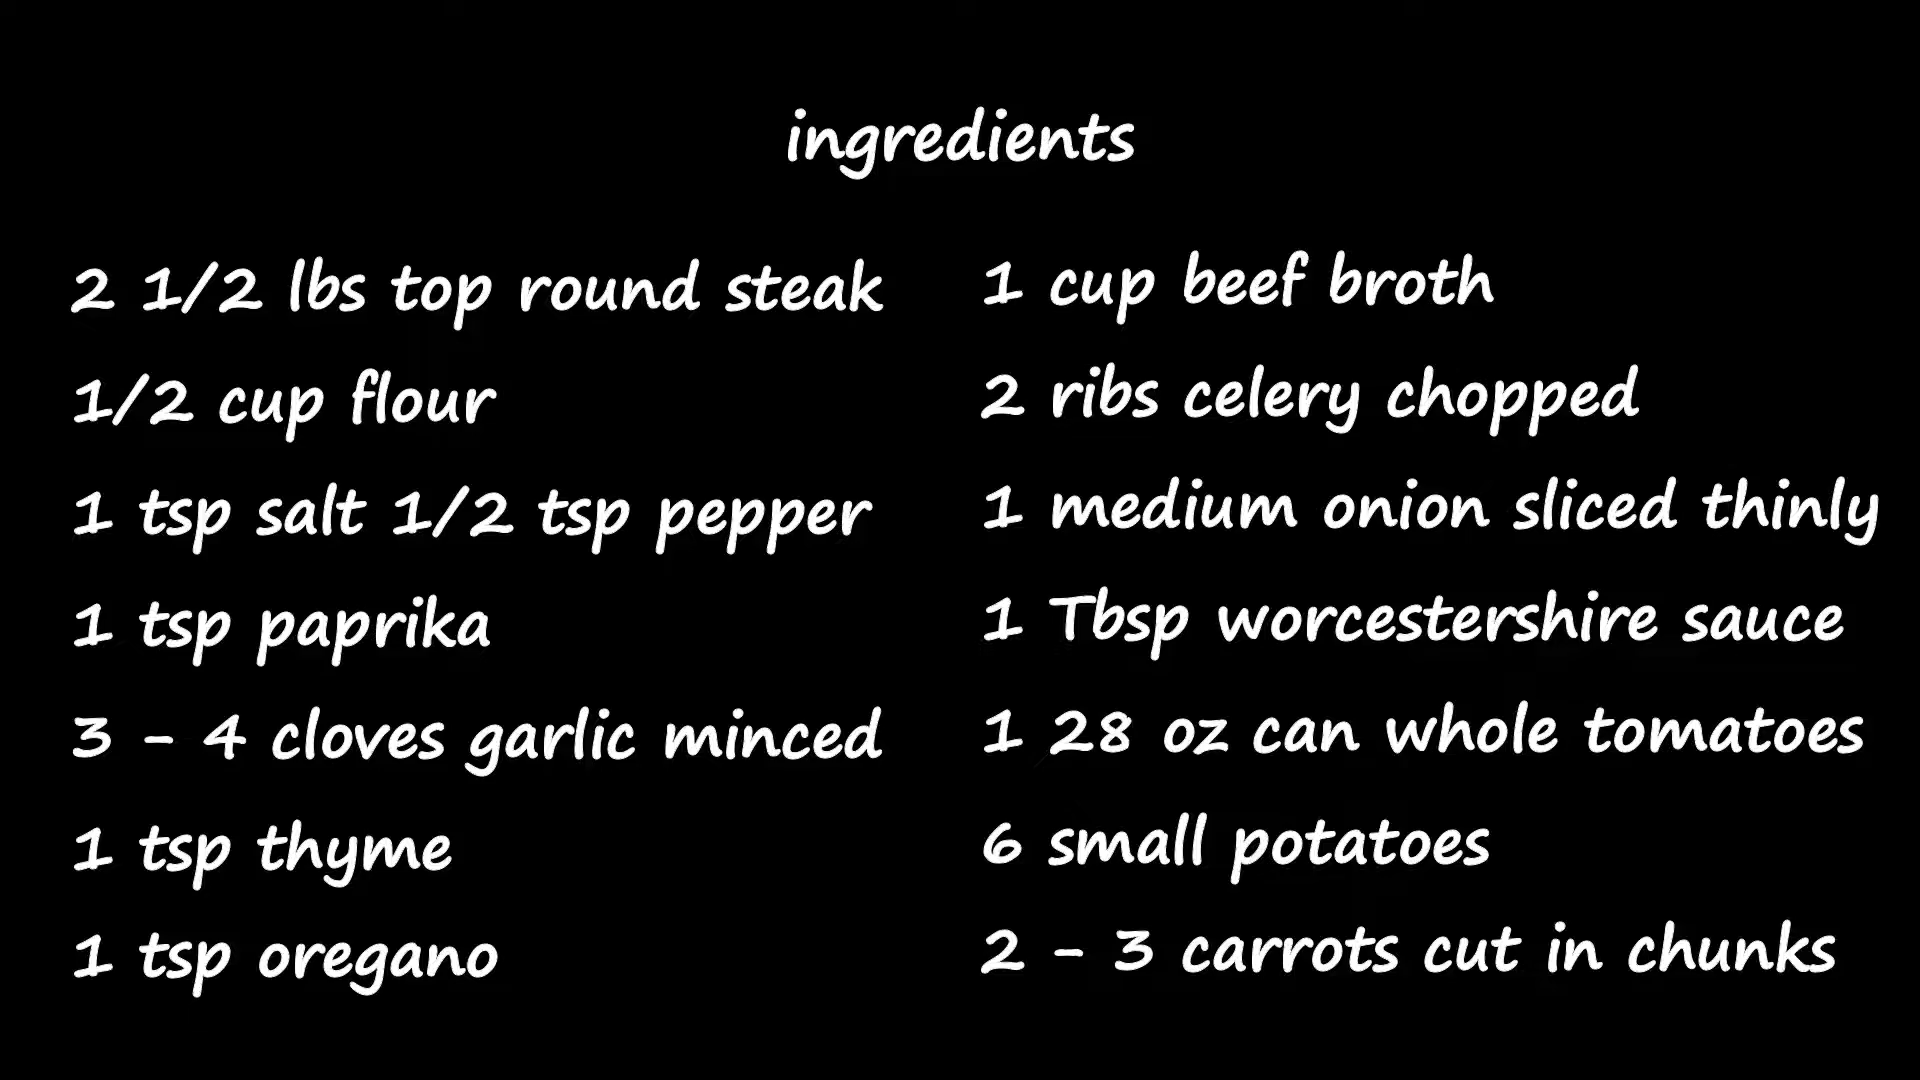 ingredients
2 1/2 lbs top round steak
1/2 cup flour
1 tsp salt 1/2 tsp pepper
1 tsp paprika
3 - 4 cloves garlic minced
1 tsp thyme
1 tsp oregano
1 cup beef broth
2 ribs celery chopped
1 medium onion sliced thinly
1 Tbsp worcestershire sauce
1 28 oz can whole tomatoes
6 small potatoes
2 - 3 carrots cut in chunks